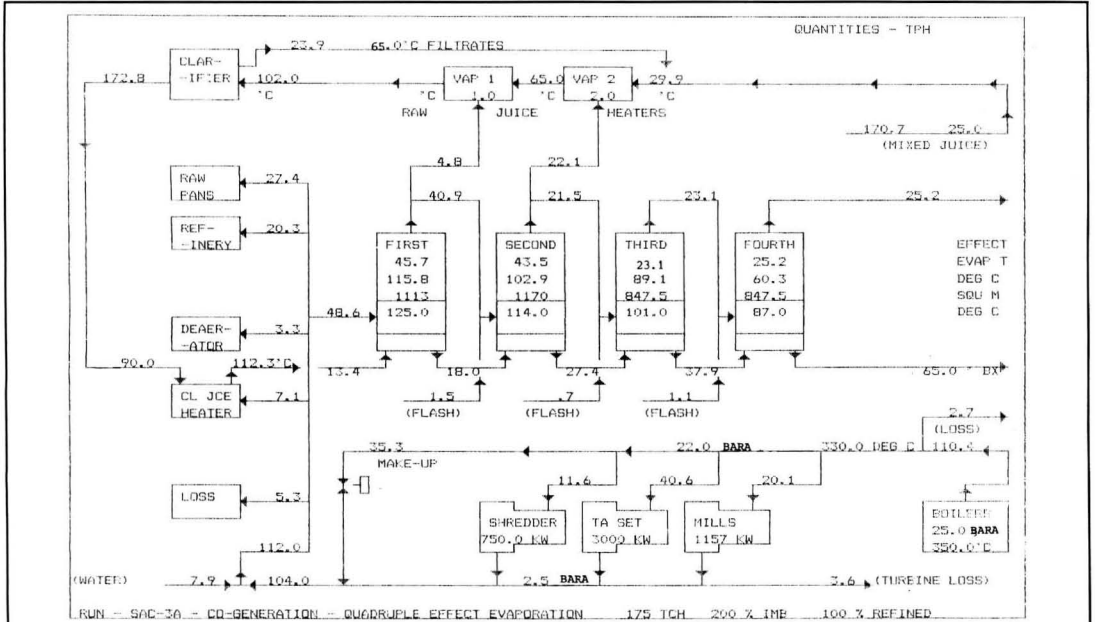 QUANTITIES - TPH
23.9 65.0°C FILTRATES
CLAR-
-IFIER
172.8
102.0
°C
°C
VAP 1
1.0
65.0
°C
VAP 2
2.0
29.9
°C
RAW JUICE HEATERS
170.7 25.0
(MIXED JUICE)
4.8
22.1
RAW
PANS
27.4
40.9
21.5
23.1
25.2
REF-
-INERY
20.3
FIRST
45.7
115.8
1113
125.0
SECOND
43.5
102.9
1170
114.0
THIRD
23.1
89.1
847.5
101.0
FOURTH
25.2
60.3
847.5
87.0
EFFECT
EVAP T
DEG C
SQU M
DEG C
48.6
DEAER-
-ATOR
3.3
90.0
112.3°C
13.4
18.0
27.4
37.9
65.0 ° BX
CL JCE
HEATER
7.1
1.5
(FLASH)
.7
(FLASH)
1.1
(FLASH)
2.7
(LOSS)
35.3
22.0 BARA
330.0 DEG C
110.4
MAKE-UP
11.6
40.6
20.1
LOSS
5.3
SHREDDER
750.0 KW
TA SET
3000 KW
MILLS
1157 KW
BOILERS
25.0 BARA
350.0°C
112.0
(WATER)
7.9
104.0
2.5 BARA
3.6
(TURBINE LOSS)
RUN - SAC-3A - CO-GENERATION - QUADRUPLE EFFECT EVAPORATION 175 TCH 200 % IMB 100 % REFINED